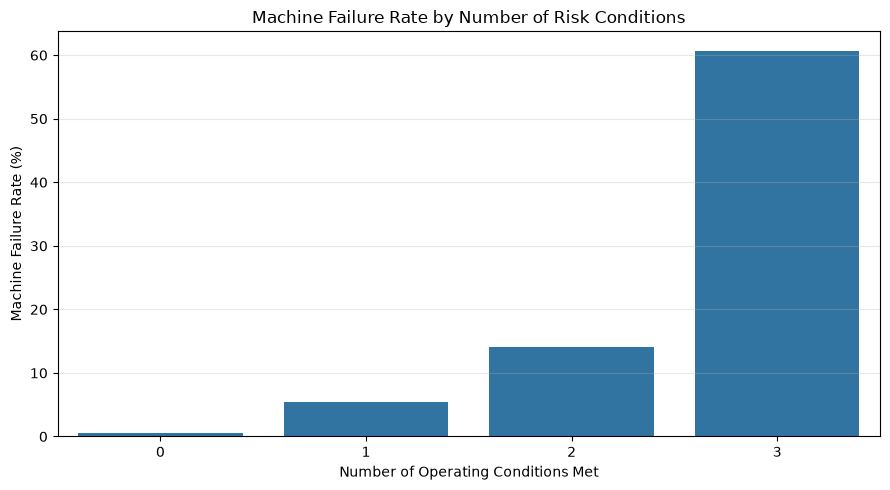 Machine Failure Rate by Number of Risk Conditions
Machine Failure Rate (%)
60
50
40
30
20
10
0
0 1 2 3
Number of Operating Conditions Met